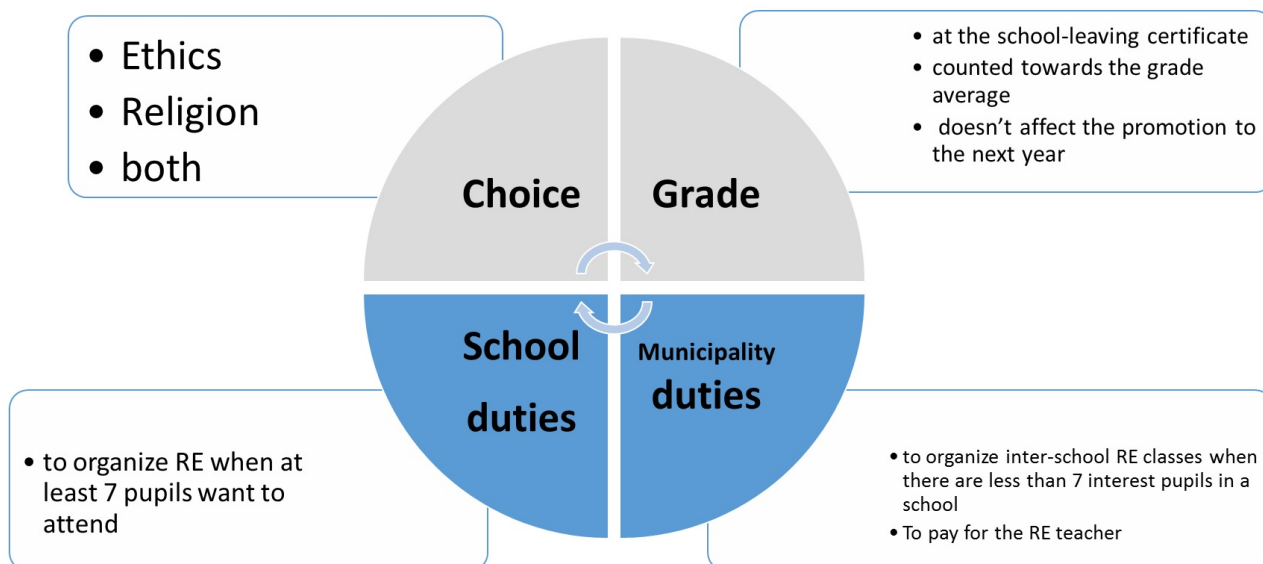 • Ethics
• Religion
• both
• at the school-leaving certificate
• counted towards the grade
average
• doesn't affect the promotion to
the next year
Choice
Grade
School
duties
Municipality
duties
• to organize RE when at
least 7 pupils want to
attend
• to organize inter-school RE classes when
there are less than 7 interest pupils in a
school
• To pay for the RE teacher